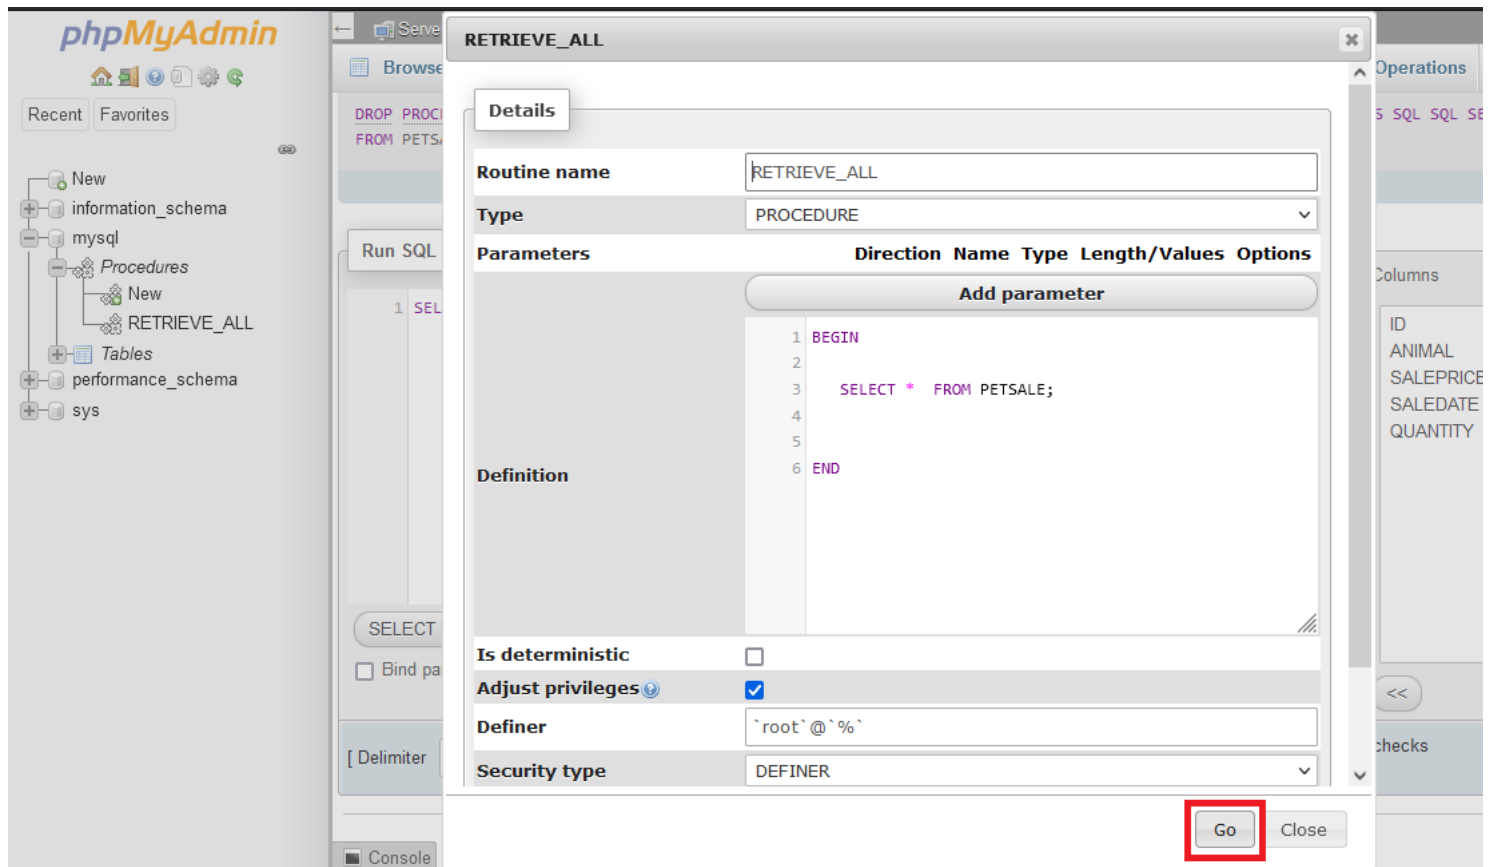 phpMyAdmin
Recent Favorites
New
information_schema
mysql
Procedures
New
RETRIEVE_ALL
Tables
performance_schema
sys
Serve
Browse
DROP PROC
FROM PETS
Run SQL
1 SEL
SELECT
Bind pa
[ Delimiter
Console
RETRIEVE_ALL
Details
Routine name RETRIEVE_ALL
Type PROCEDURE
Parameters Direction Name Type Length/Values Options
Add parameter
Definition
1 BEGIN
2
3 SELECT * FROM PETSALE;
4
5
6 END
Is deterministic
Adjust privileges
Definer `root`@`%`
Security type DEFINER
Go Close
Operations
S SQL SQL SE
Columns
ID
ANIMAL
SALEPRICE
SALEDATE
QUANTITY
<<
checks